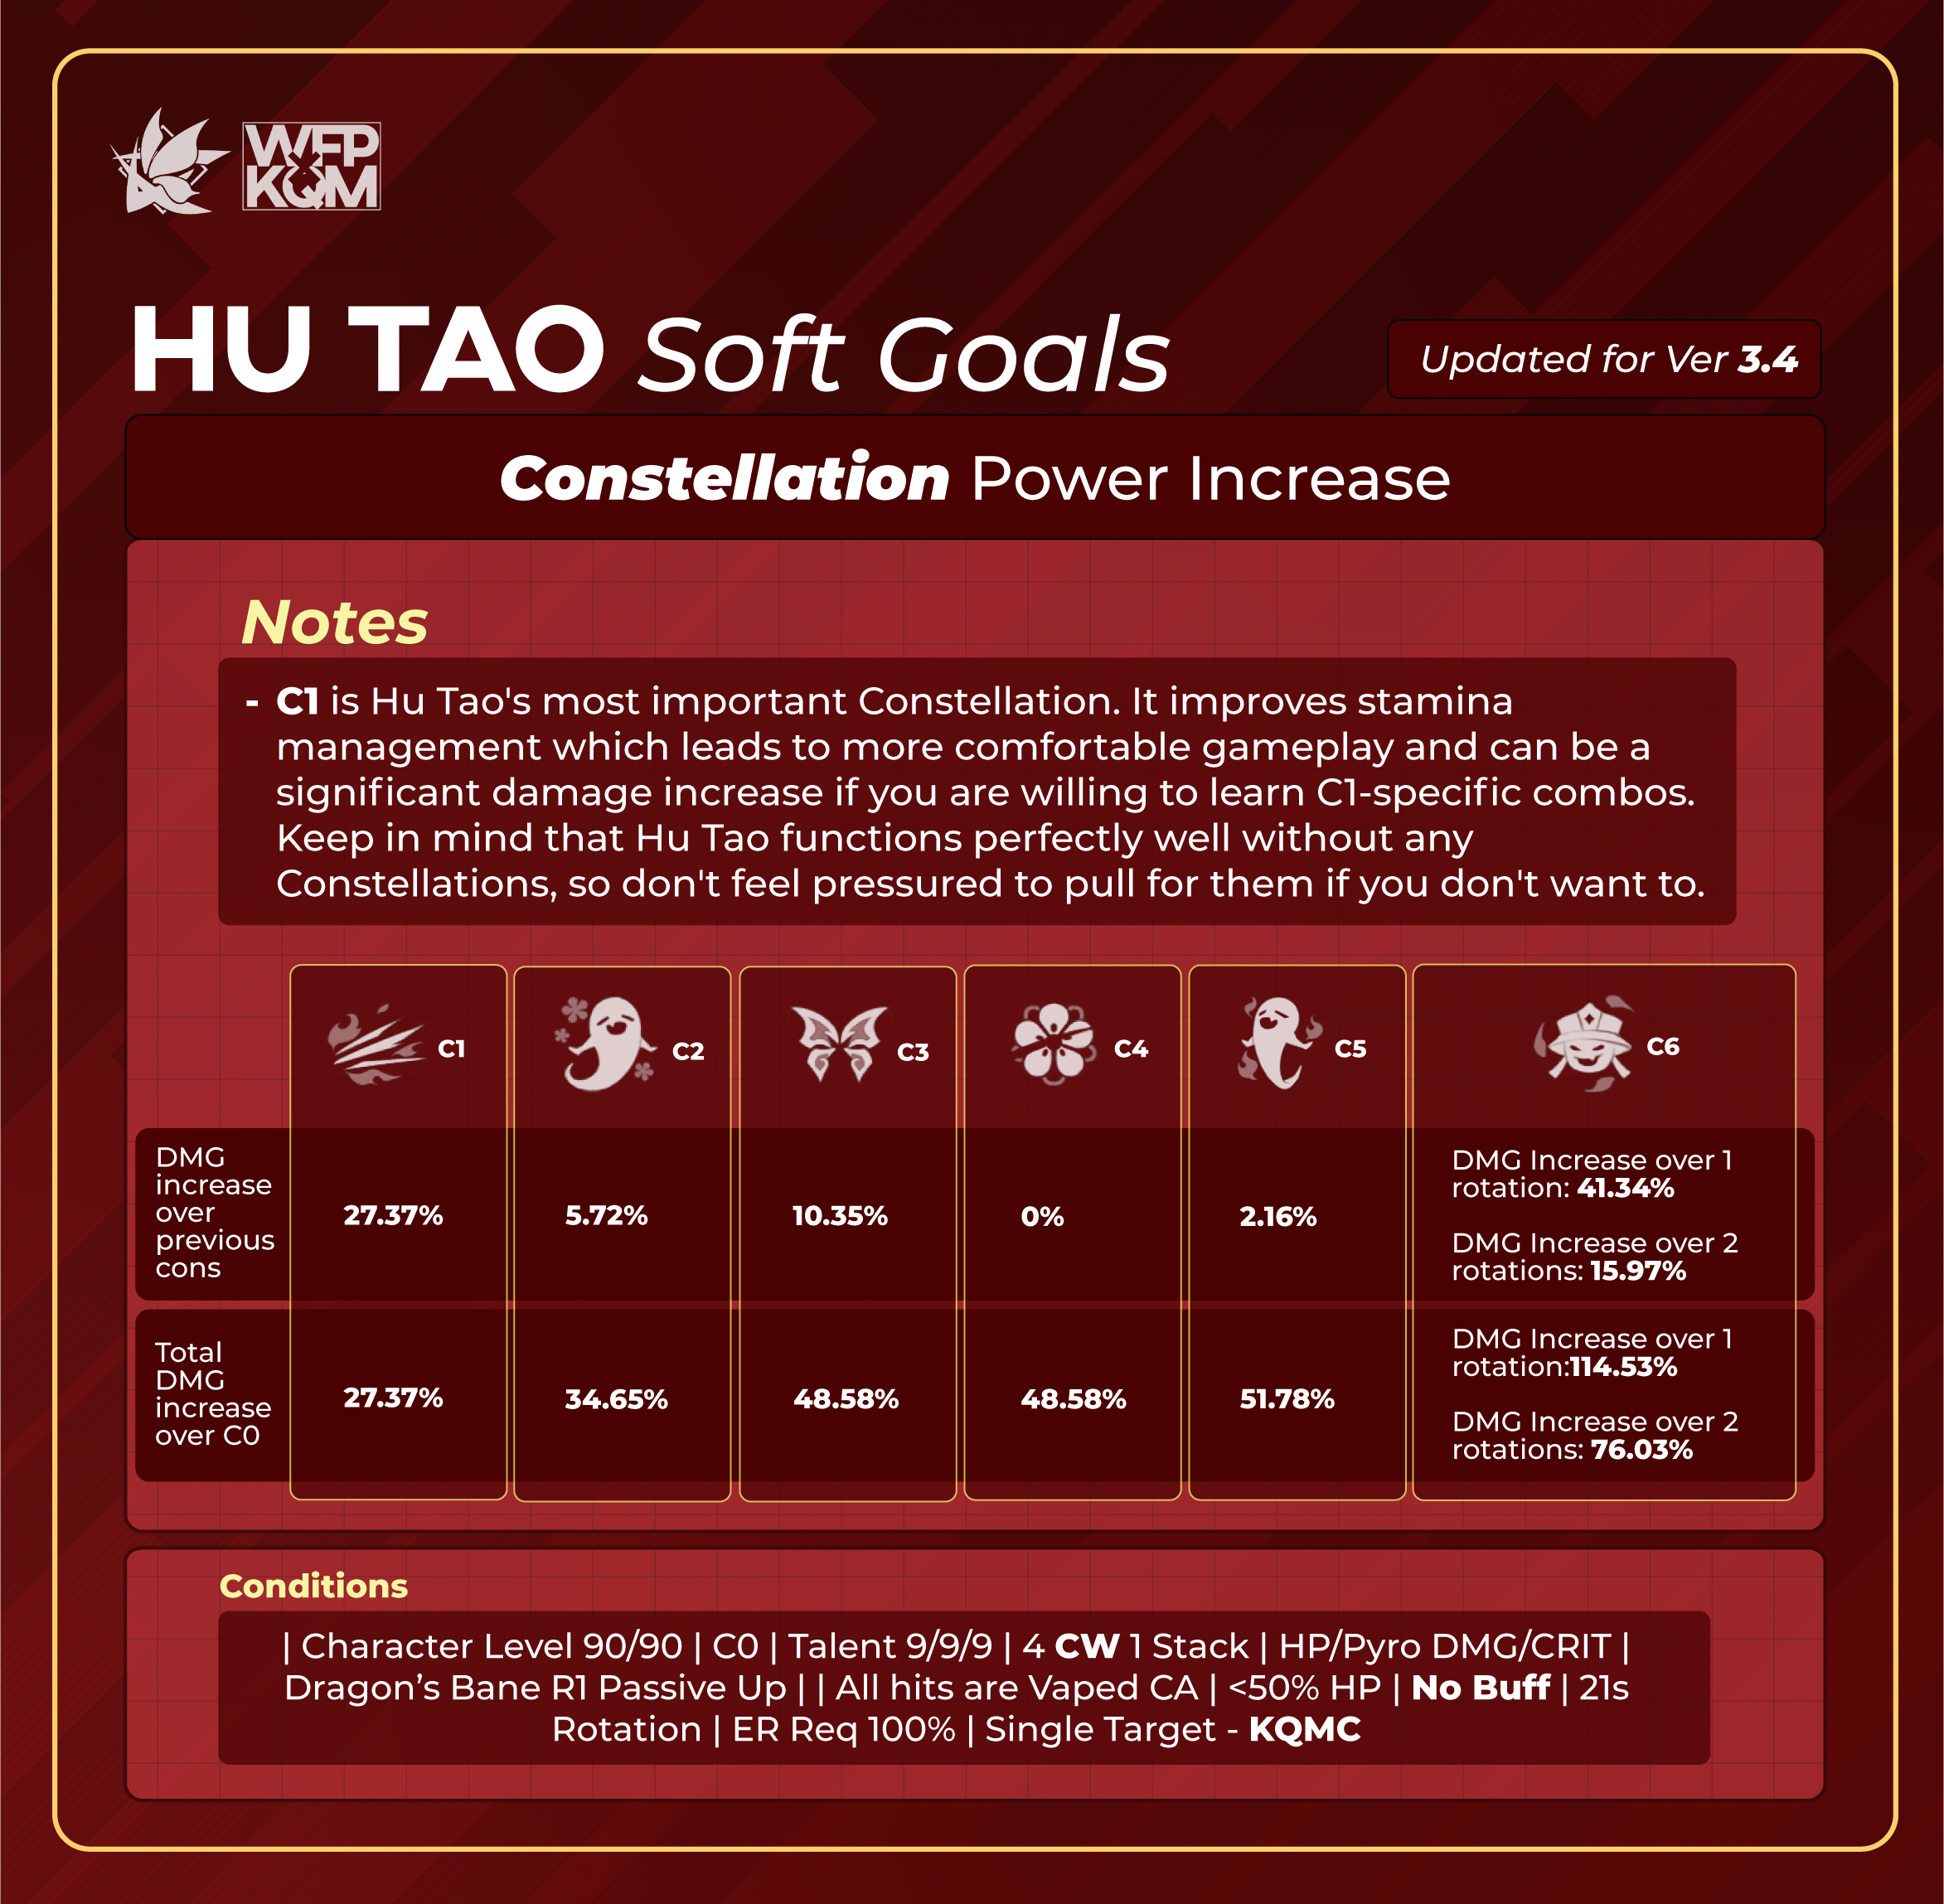 WFP
KQM
HU TAO Soft Goals
Updated for Ver 3.4
Constellation Power Increase
Notes
- C1 is Hu Tao's most important Constellation. It improves stamina
management which leads to more comfortable gameplay and can be a
significant damage increase if you are willing to learn C1-specific combos.
Keep in mind that Hu Tao functions perfectly well without any
Constellations, so don't feel pressured to pull for them if you don't want to.
C1
C2
C3
C4
C5
C6
DMG
increase
over
previous
cons
27.37%
5.72%
10.35%
0%
2.16%
DMG Increase over 1
rotation: 41.34%
DMG Increase over 2
rotations: 15.97%
Total
DMG
increase
over C0
27.37%
34.65%
48.58%
48.58%
51.78%
DMG Increase over 1
rotation:114.53%
DMG Increase over 2
rotations: 76.03%
Conditions
| Character Level 90/90 | C0 | Talent 9/9/9 | 4 CW 1 Stack | HP/Pyro DMG/CRIT |
Dragon’s Bane R1 Passive Up | | All hits are Vaped CA | <50% HP | No Buff | 21s
Rotation | ER Req 100% | Single Target - KQMC